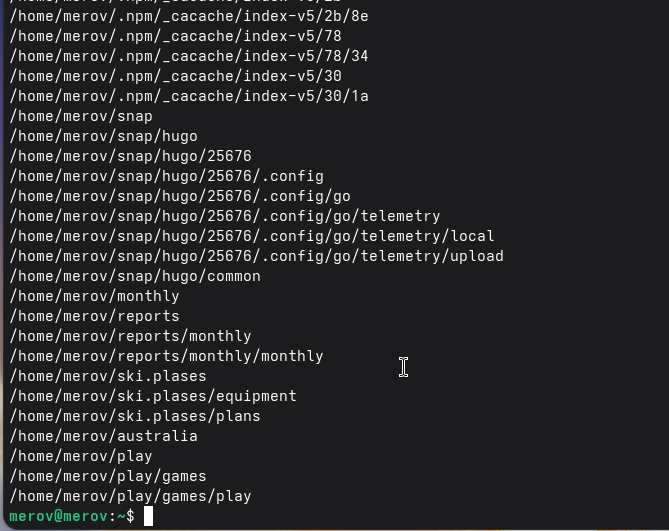 /home/merov/.npm/_cacache/index-v5/2b/8e
/home/merov/.npm/_cacache/index-v5/78
/home/merov/.npm/_cacache/index-v5/78/34
/home/merov/.npm/_cacache/index-v5/30
/home/merov/.npm/_cacache/index-v5/30/1a
/home/merov/snap
/home/merov/snap/hugo
/home/merov/snap/hugo/25676
/home/merov/snap/hugo/25676/.config
/home/merov/snap/hugo/25676/.config/go
/home/merov/snap/hugo/25676/.config/go/telemetry
/home/merov/snap/hugo/25676/.config/go/telemetry/local
/home/merov/snap/hugo/25676/.config/go/telemetry/upload
/home/merov/snap/hugo/common
/home/merov/monthly
/home/merov/reports
/home/merov/reports/monthly
/home/merov/reports/monthly/monthly
/home/merov/ski.plases
/home/merov/ski.plases/equipment
/home/merov/ski.plases/plans
/home/merov/australia
/home/merov/play
/home/merov/play/games
/home/merov/play/games/play
merov@merov:~$